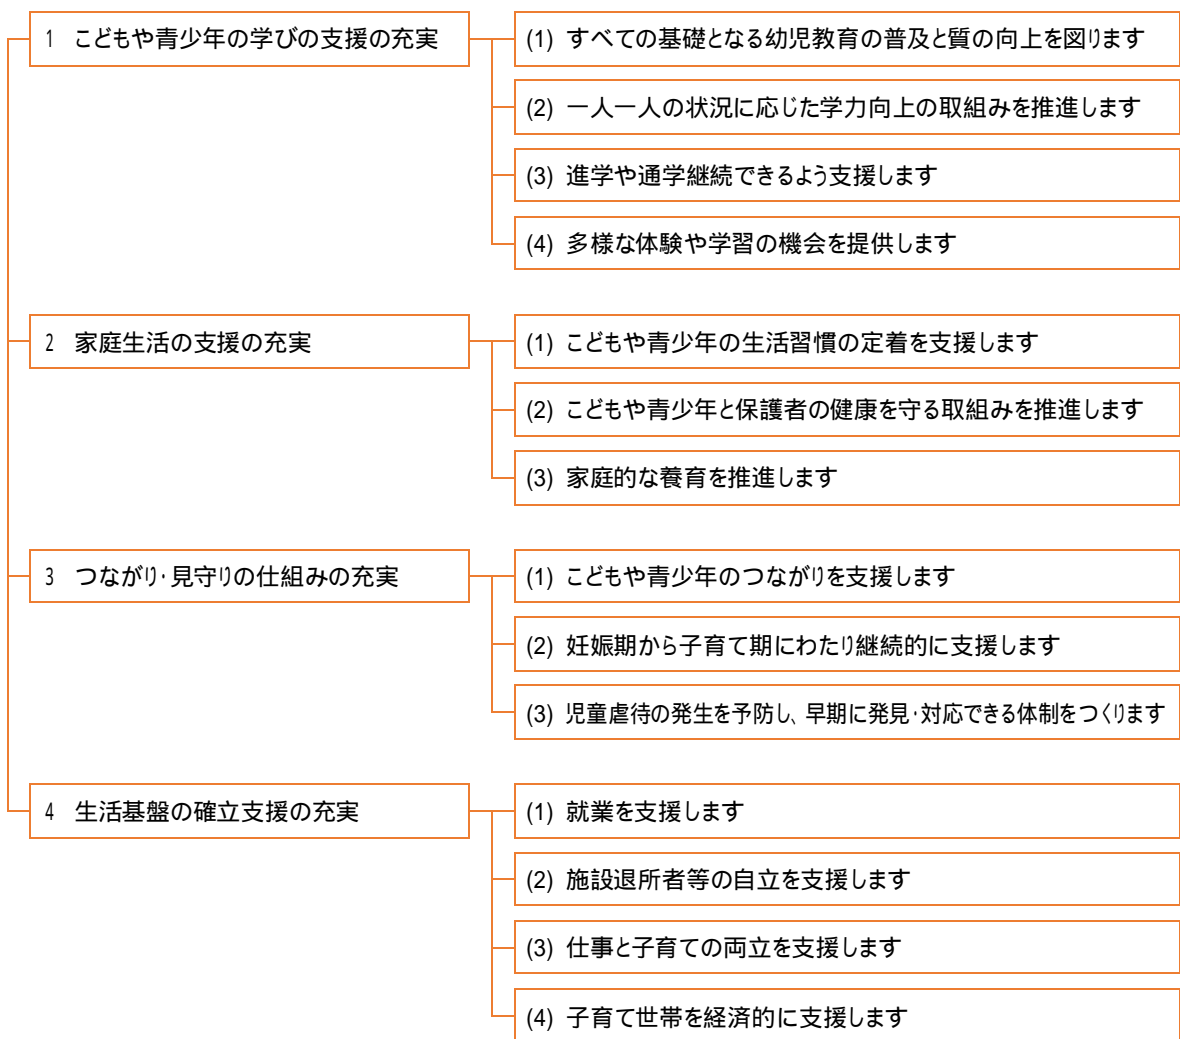 1 こどもや青少年の学びの支援の充実
(1) すべての基礎となる幼児教育の普及と質の向上を図ります
(2) 一人一人の状況に応じた学力向上の取組みを推進します
(3) 進学や通学継続できるよう支援します
(4) 多様な体験や学習の機会を提供します
2 家庭生活の支援の充実
(1) こどもや青少年の生活習慣の定着を支援します
(2) こどもや青少年と保護者の健康を守る取組みを推進します
(3) 家庭的な養育を推進します
3 つながり・見守りの仕組みの充実
(1) こどもや青少年のつながりを支援します
(2) 妊娠期から子育て期にわたり継続的に支援します
(3) 児童虐待の発生を予防し、早期に発見・対応できる体制をつくります
4 生活基盤の確立支援の充実
(1) 就業を支援します
(2) 施設退所者等の自立を支援します
(3) 仕事と子育ての両立を支援します
(4) 子育て世帯を経済的に支援します